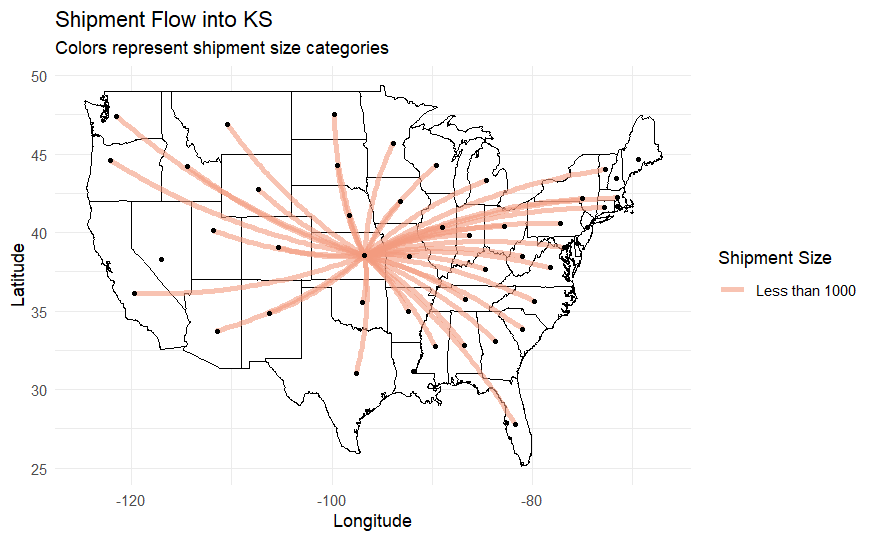 Shipment Flow into KS
Colors represent shipment size categories
50
45
40
35
30
25
Latitude
-120
-100
-80
Longitude
Shipment Size
Less than 1000